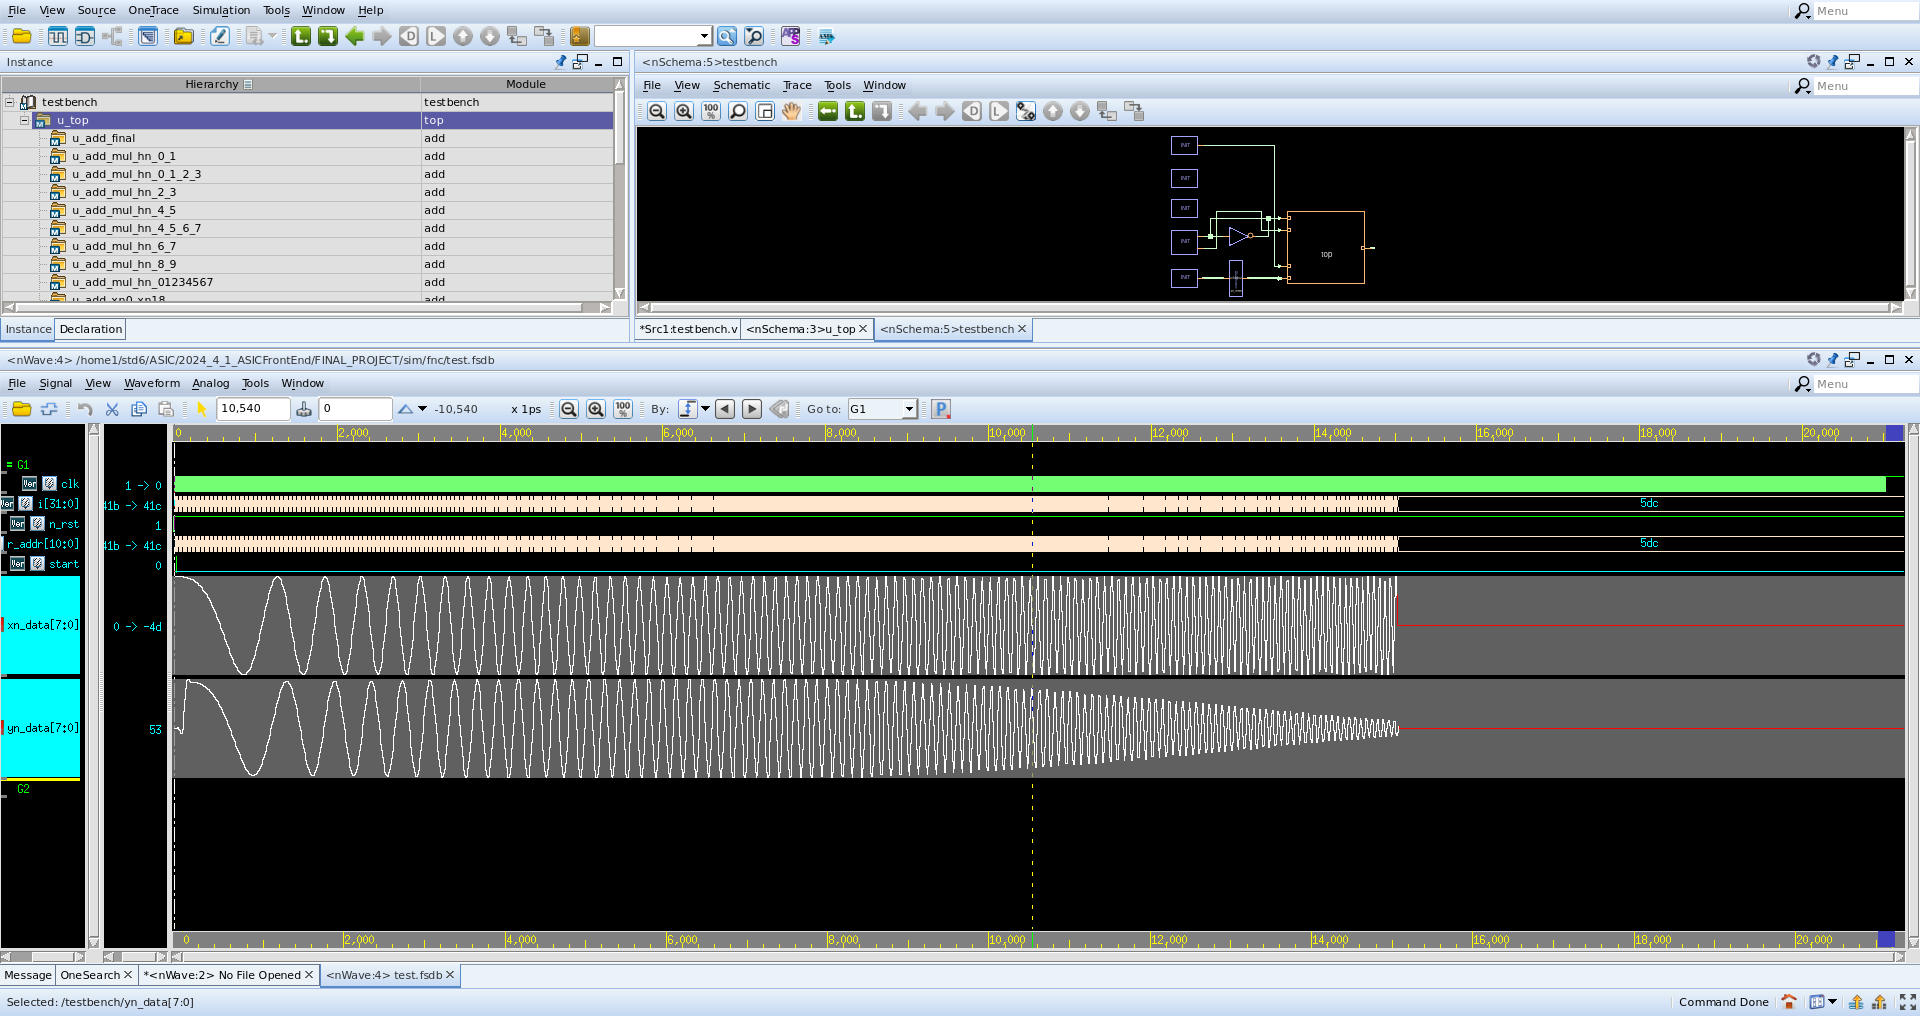 File View Source OneTrace Simulation Tools Window Help
Menu
Instance
Hierarchy Module
testbench testbench
u_top top
u_add_final add
u_add_mul_hn_0_1 add
u_add_mul_hn_0_1_2_3 add
u_add_mul_hn_2_3 add
u_add_mul_hn_4_5 add
u_add_mul_hn_4_5_6_7 add
u_add_mul_hn_6_7 add
u_add_mul_hn_8_9 add
u_add_mul_hn_01234567 add
u_add_xn0_xn18 add
Instance Declaration
<nSchema:5>testbench
File View Schematic Trace Tools Window
Menu
100%
INIT
INIT
INIT
INIT
INIT
top
*Src1:testbench.v <nSchema:3>u_top <nSchema:5>testbench
<nWave:4> /home1/std6/ASIC/2024_4_1_ASICFrontEnd/FINAL_PROJECT/sim/fnc/test.fsdb
File Signal View Waveform Analog Tools Window
Menu
10,540 0 -10,540 x 1ps 100% By: Go to: G1
0 2,000 4,000 6,000 8,000 10,000 12,000 14,000 16,000 18,000 20,000
= G1
clk 1 -> 0
i[31:0] 41b -> 41c 5dc
n_rst 1
r_addr[10:0] 41b -> 41c 5dc
start 0
xn_data[7:0] 0 -> -4d
yn_data[7:0] 53
G2
0 2,000 4,000 6,000 8,000 10,000 12,000 14,000 16,000 18,000 20,000
Message OneSearch *<nWave:2> No File Opened <nWave:4> test.fsdb
Selected: /testbench/yn_data[7:0]
Command Done